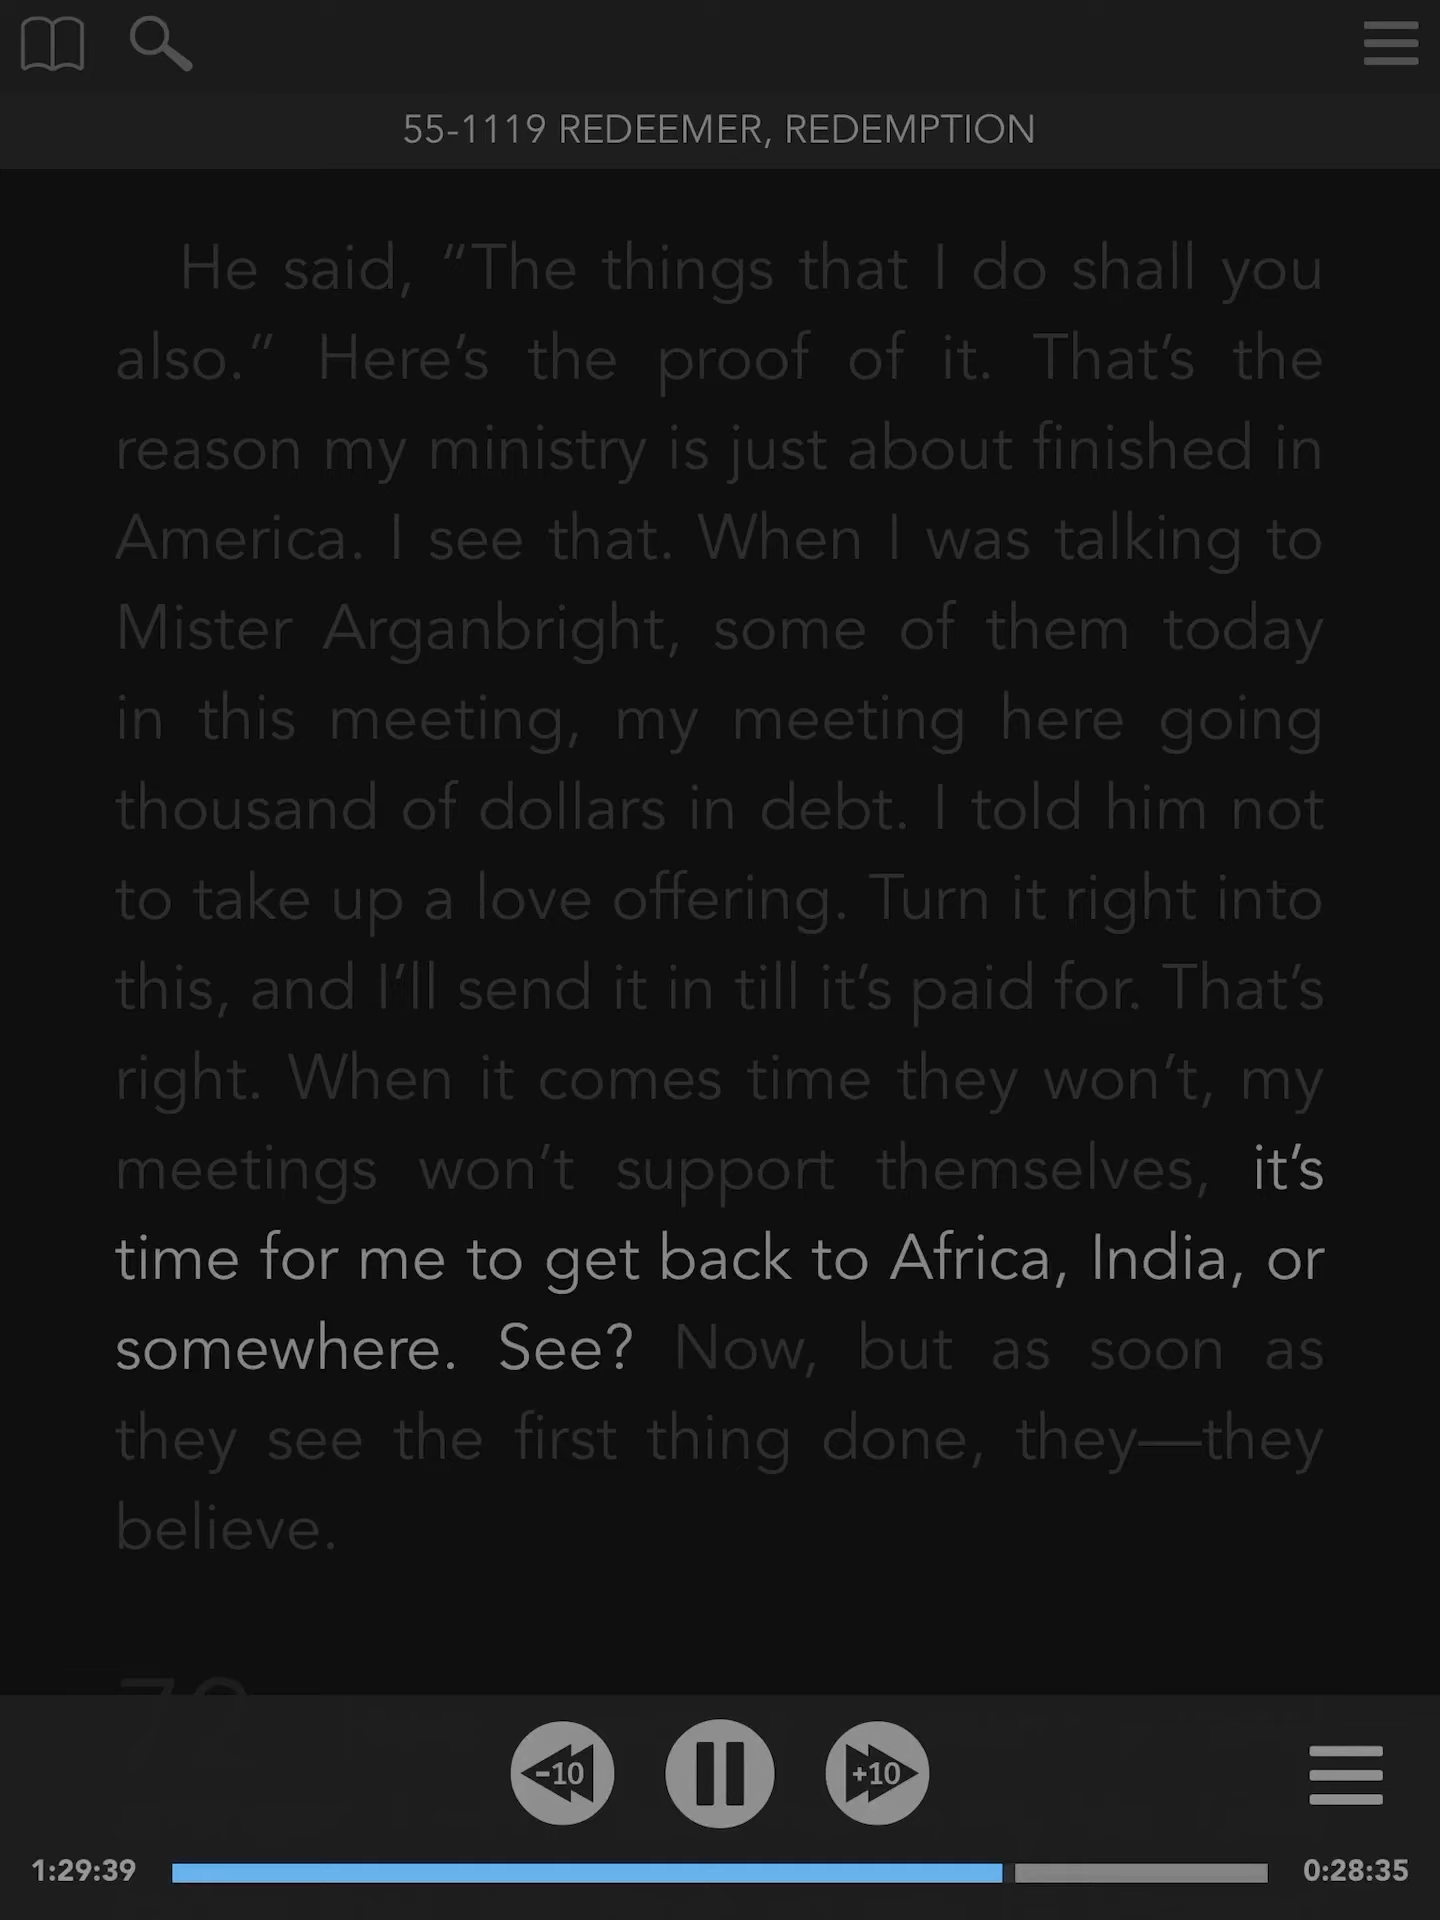 55-1119 REDEEMER, REDEMPTION
He said, “The things that I do shall you
also.” Here’s the proof of it. That’s the
reason my ministry is just about finished in
America. I see that. When I was talking to
Mister Arganbright, some of them today
in this meeting, my meeting here going
thousand of dollars in debt. I told him not
to take up a love offering. Turn it right into
this, and I’ll send it in till it’s paid for. That’s
right. When it comes time they won’t, my
meetings won’t support themselves, it’s
time for me to get back to Africa, India, or
somewhere. See? Now, but as soon as
they see the first thing done, they—they
believe.
-10 +10
1:29:39 0:28:35